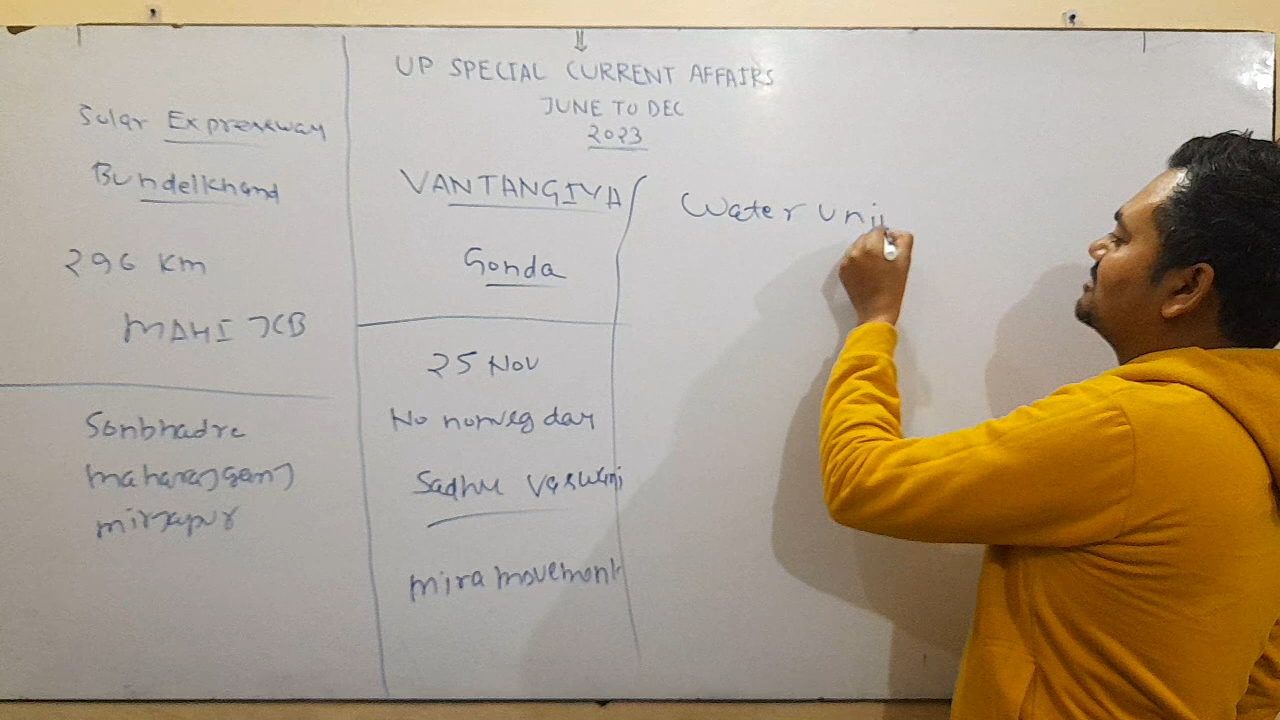 UP SPECIAL CURRENT AFFAIRS
JUNE TO DEC
2023
Solar Expressway
Bundelkhand
296 KM
MAHI JCB
Sonbhadra
maharajganj
mirzapur
VANTANGIYA
Gonda
25 Nov
No nonveg day
Sadhu Vaswani
mira movement
Water uni